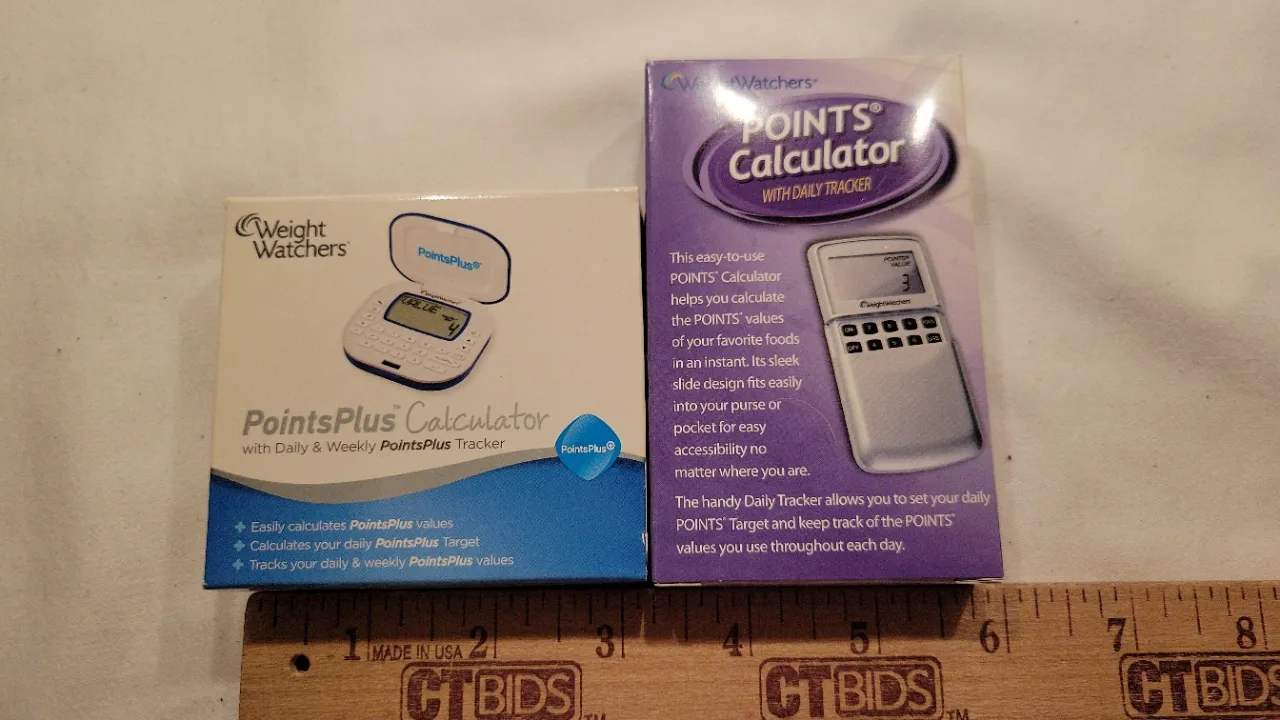 Weight
Watchers
PointsPlus
VALUE =
4
PointsPlus™ Calculator
with Daily & Weekly PointsPlus Tracker
PointsPlus
Easily calculates PointsPlus values
Calculates your daily PointsPlus Target
Tracks your daily & weekly PointsPlus values
WeightWatchers
POINTS®
Calculator
WITH DAILY TRACKER
This easy-to-use
POINTS® Calculator
helps you calculate
the POINTS® values
of your favorite foods
in an instant. Its sleek
slide design fits easily
into your purse or
pocket for easy
accessibility no
matter where you are.
POINTS®
VALUE
3
WeightWatchers
The handy Daily Tracker allows you to set your daily
POINTS® Target and keep track of the POINTS®
values you use throughout each day.
1 2 3 4 5 6 7 8
MADE IN USA
CTBIDS™ CTBIDS™ CTBIDS